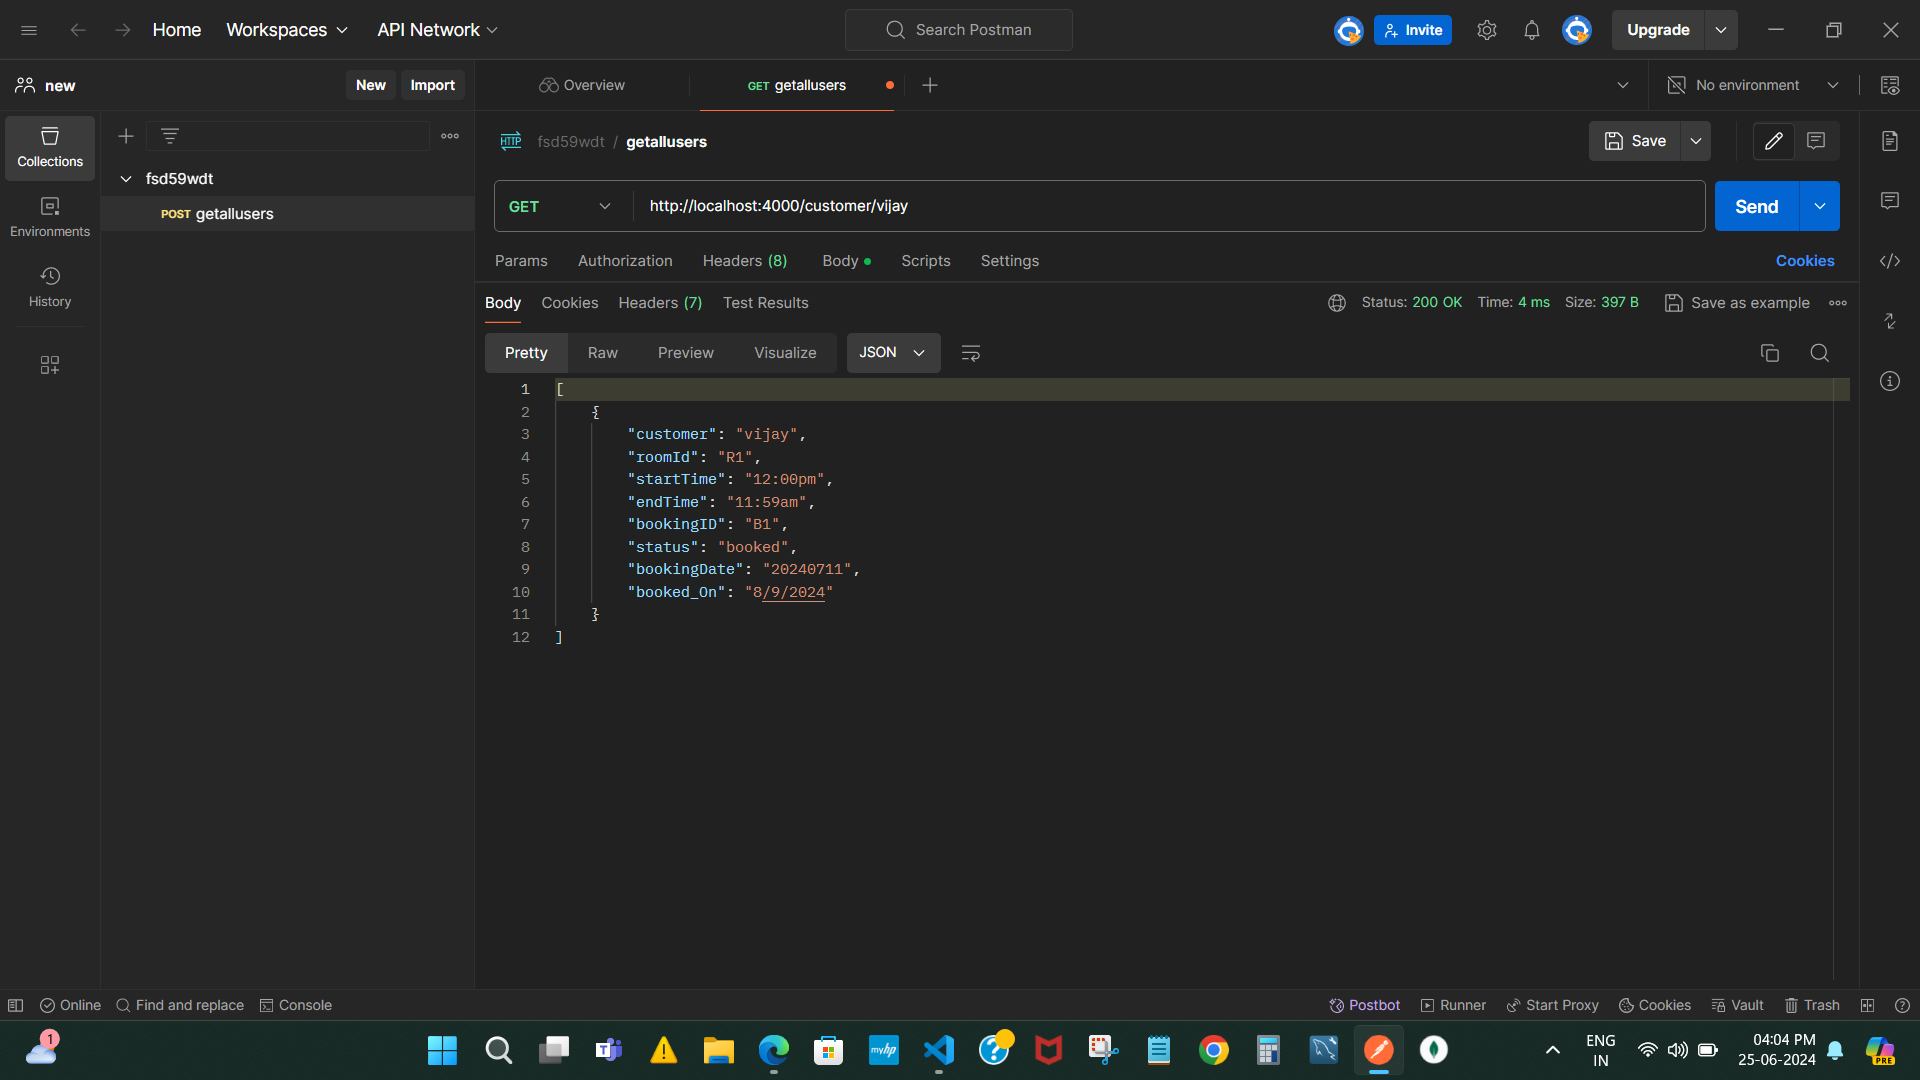 Home Workspaces API Network Search Postman Invite Upgrade
new New Import Overview GET getallusers No environment
Collections
fsd59wdt / getallusers Save
fsd59wdt
POST getallusers
GET http://localhost:4000/customer/vijay Send
Environments
History
Params Authorization Headers (8) Body Scripts Settings Cookies
Body Cookies Headers (7) Test Results Status: 200 OK Time: 4 ms Size: 397 B Save as example
Pretty Raw Preview Visualize JSON
1 [
2 {
3 "customer": "vijay",
4 "roomId": "R1",
5 "startTime": "12:00pm",
6 "endTime": "11:59am",
7 "bookingID": "B1",
8 "status": "booked",
9 "bookingDate": "20240711",
10 "booked_On": "8/9/2024"
11 }
12 ]
Online Find and replace Console Postbot Runner Start Proxy Cookies Vault Trash
1 ENG 04:04 PM
IN 25-06-2024